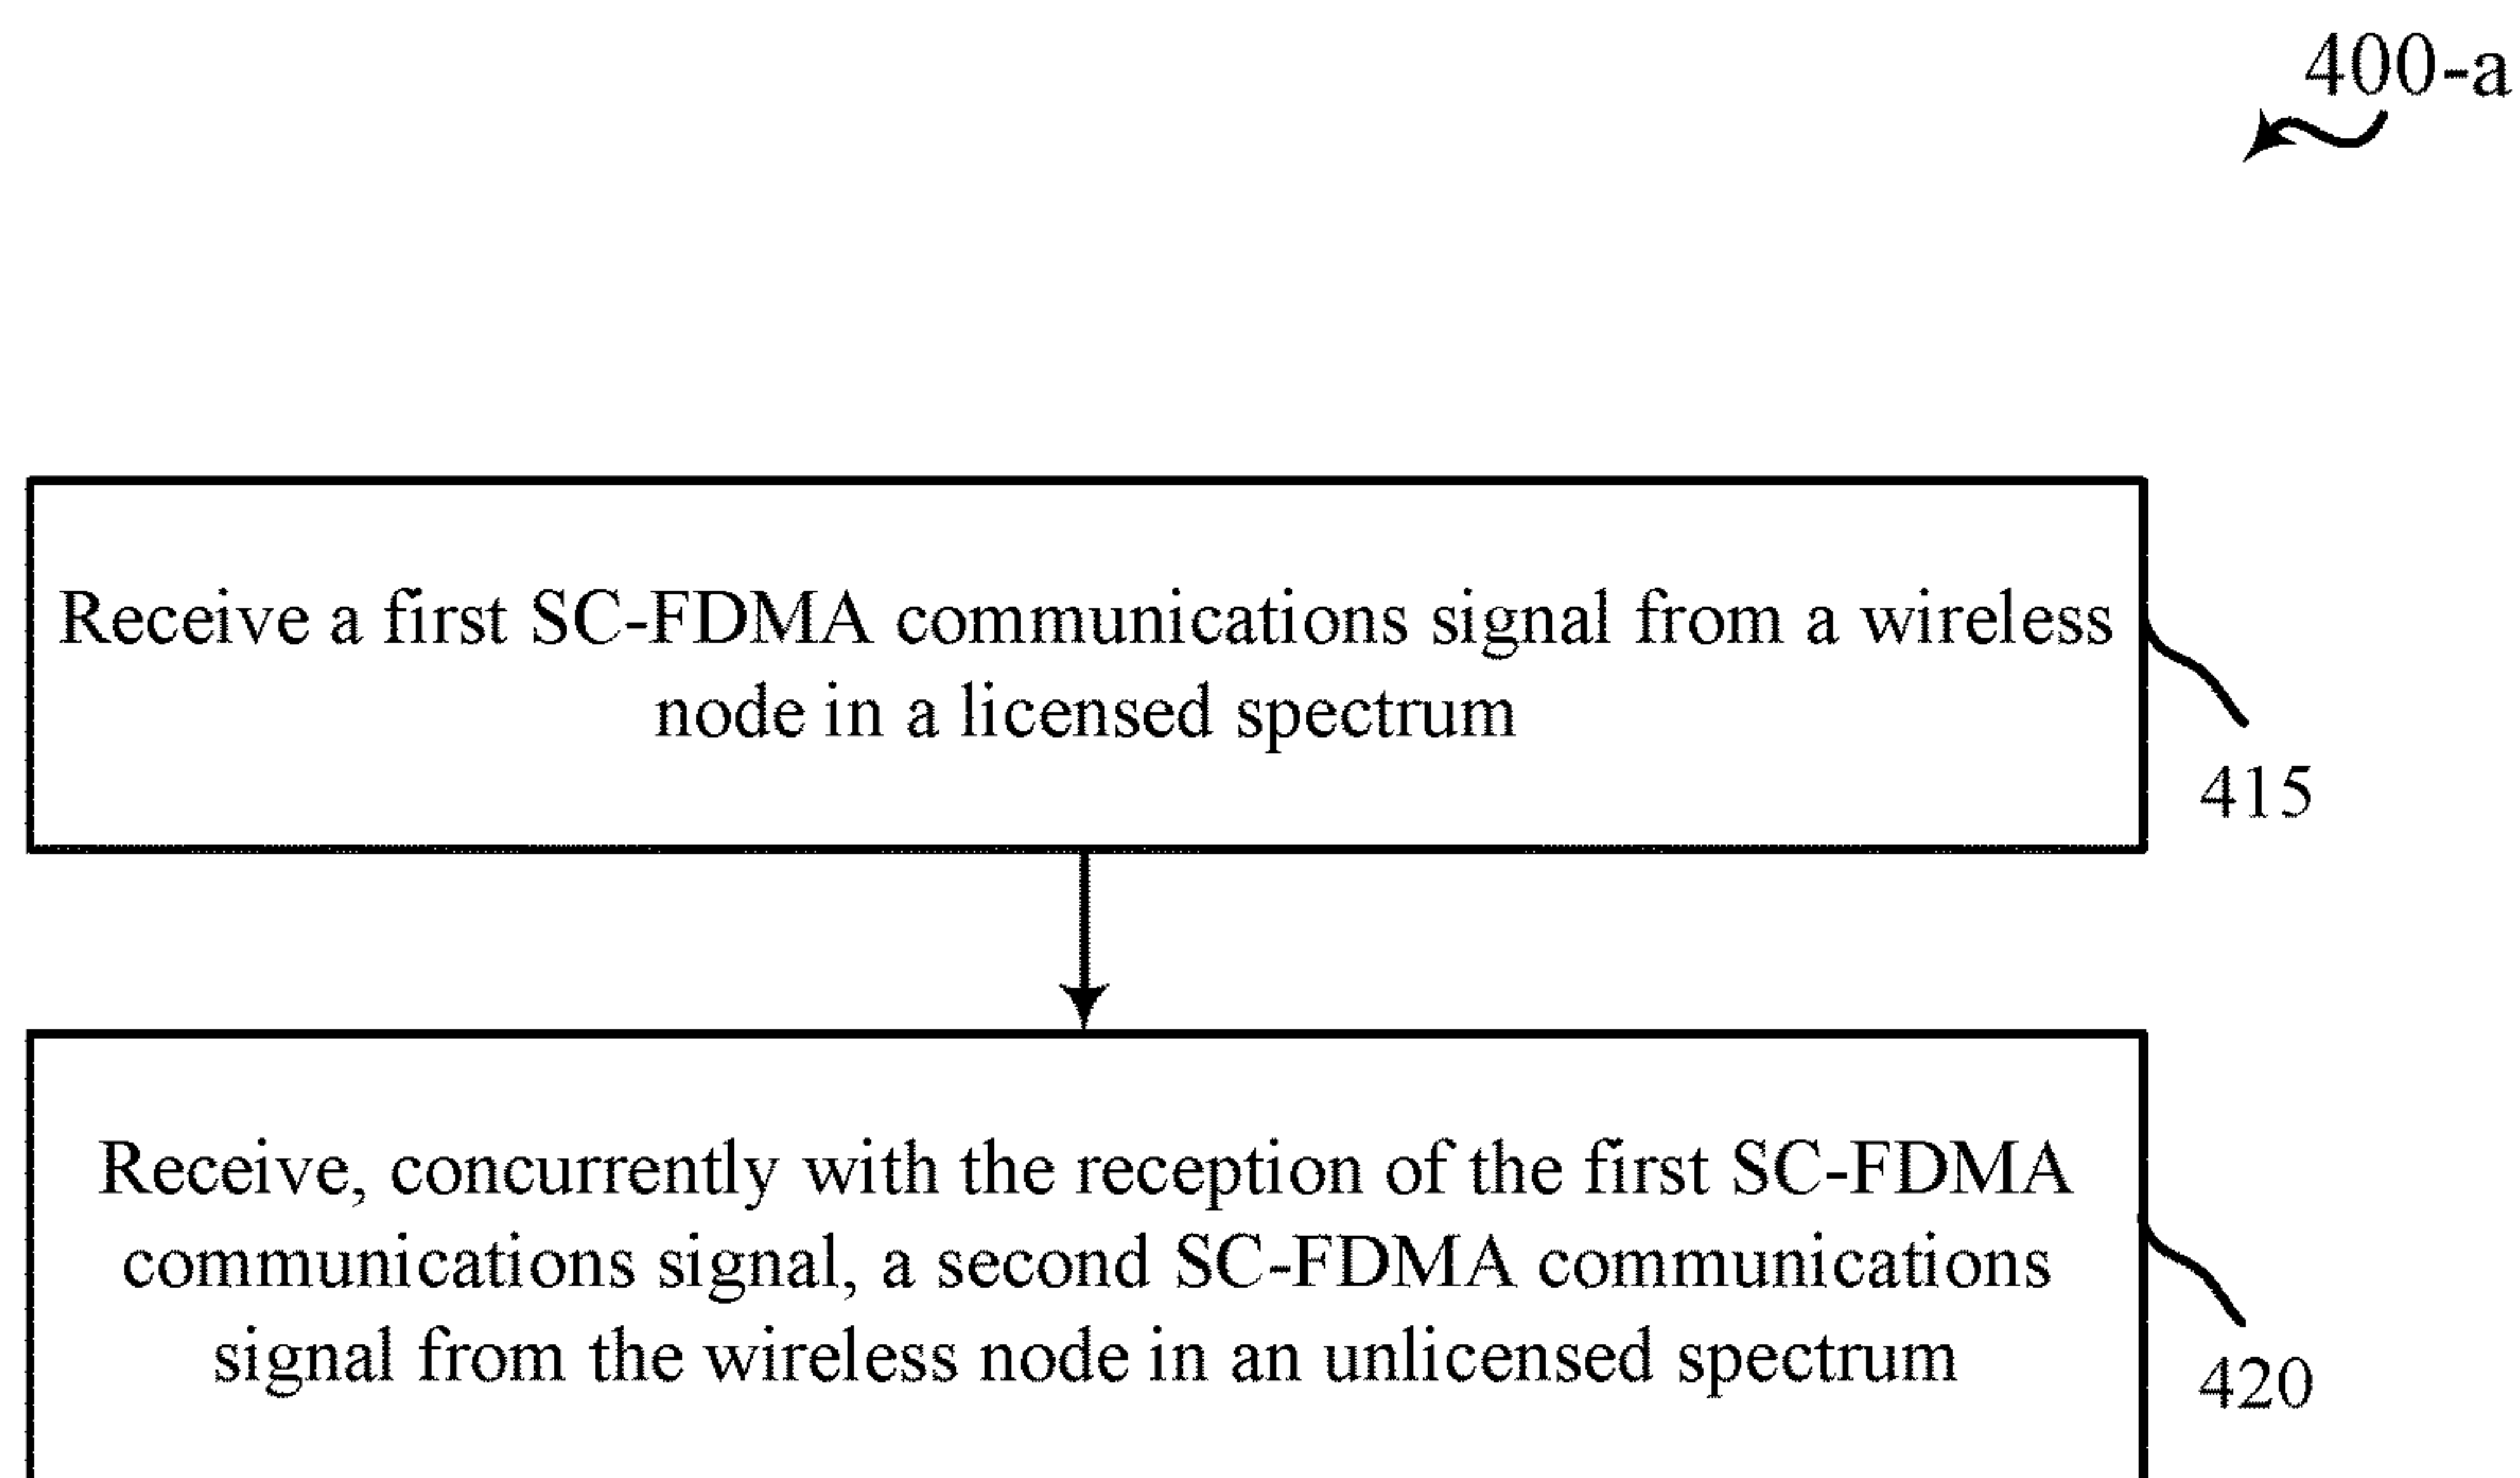 400-a
Receive a first SC-FDMA communications signal from a wireless
node in a licensed spectrum
415
Receive, concurrently with the reception of the first SC-FDMA
communications signal, a second SC-FDMA communications
signal from the wireless node in an unlicensed spectrum
420